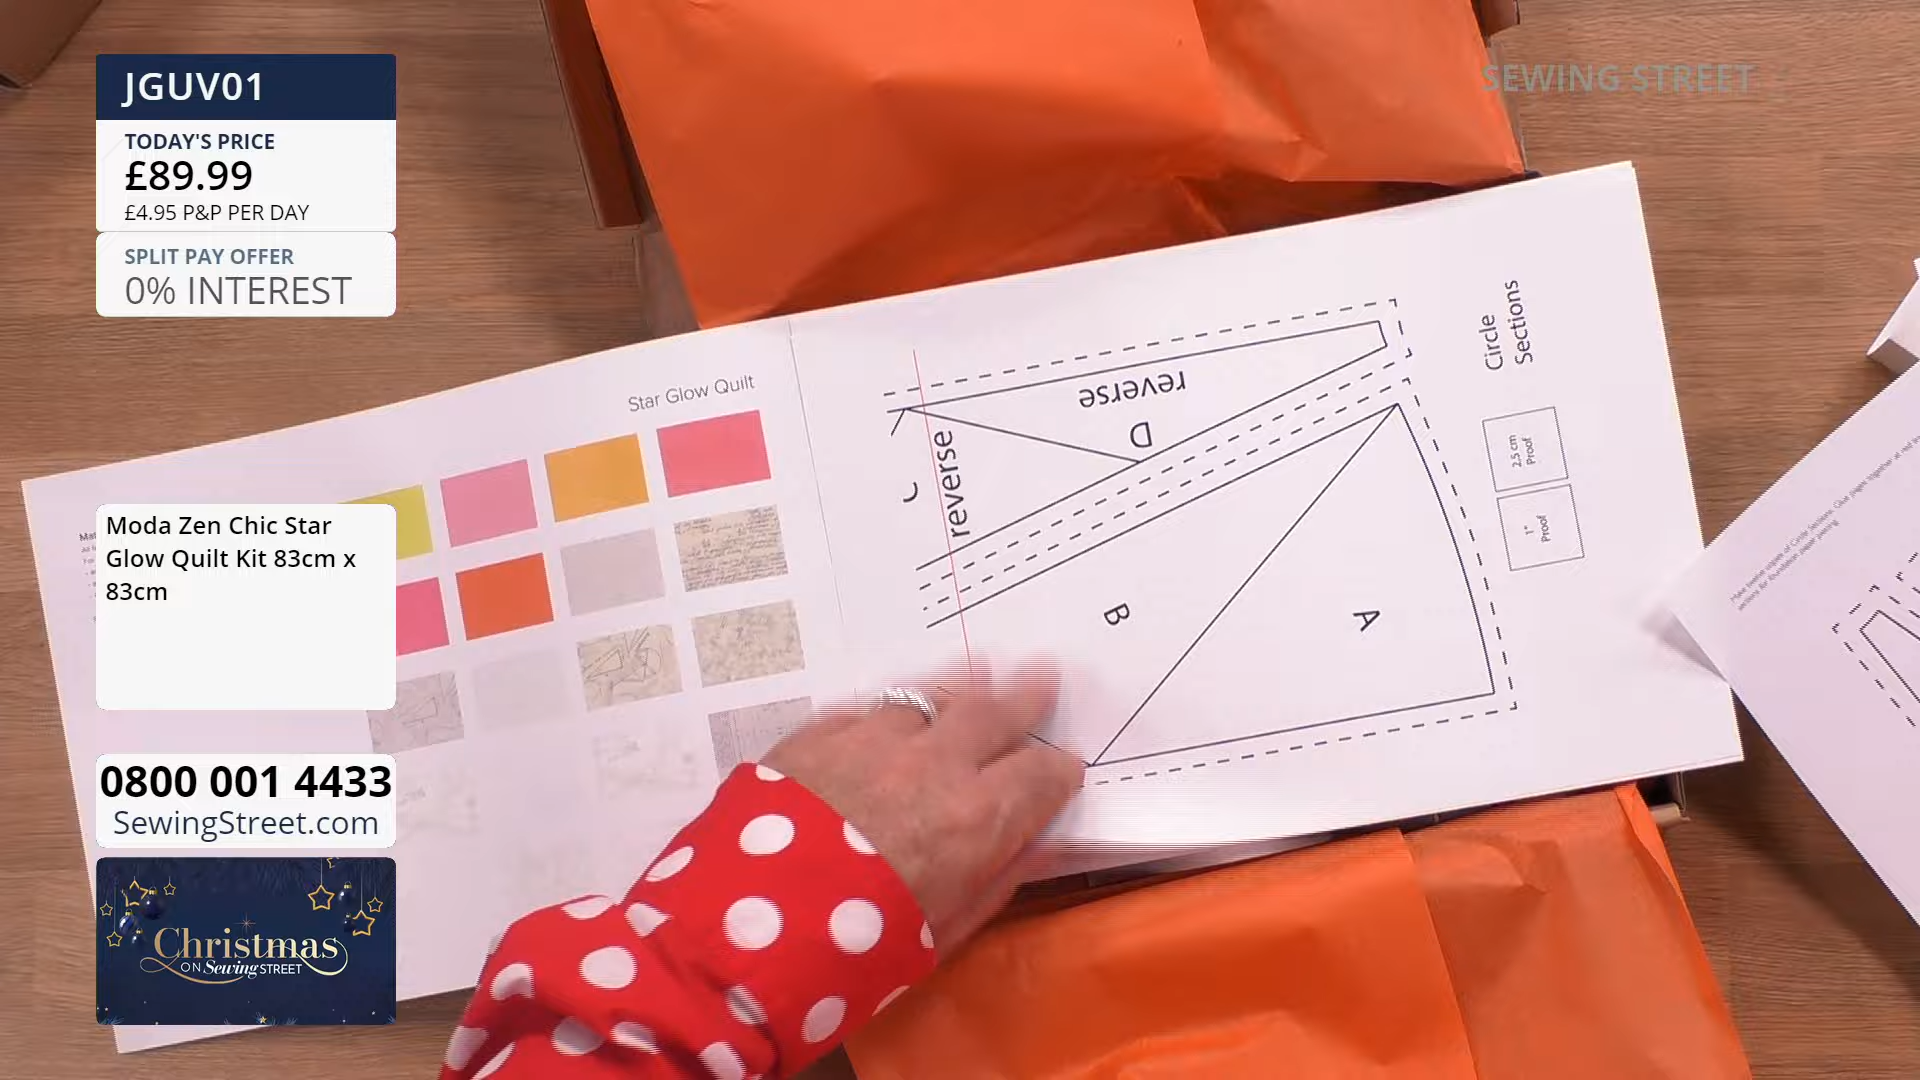 JGUV01
TODAY'S PRICE
£89.99
£4.95 P&P PER DAY
SPLIT PAY OFFER
0% INTEREST
SEWING STREET
Moda Zen Chic Star
Glow Quilt Kit 83cm x
83cm
0800 001 4433
SewingStreet.com
Christmas
ON Sewing STREET
Star Glow Quilt
reverse
D
C
reverse
B
A
Circle
Sections
2.5 cm
Proof
1"
Proof